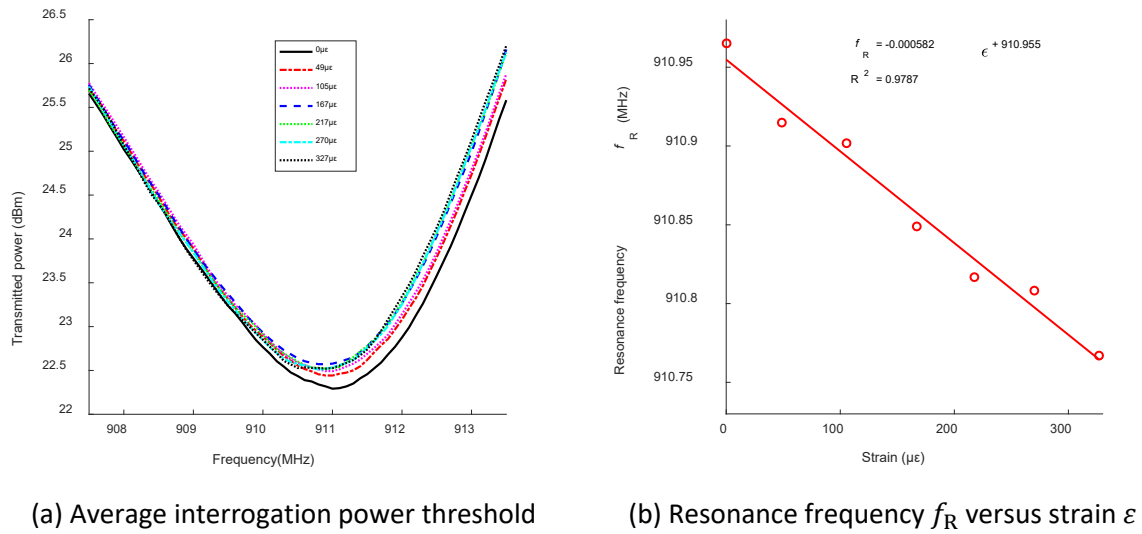 26.5
26
25.5
25
24.5
24
23.5
23
22.5
22
Transmitted power (dBm)
0με
49με
105με
167με
217με
270με
327με
908 909 910 911 912 913
Frequency(MHz)
(a) Average interrogation power threshold
f R = -0.000582 ϵ + 910.955
R 2 = 0.9787
910.95
910.9
910.85
910.8
910.75
Resonance frequency f R (MHz)
0 100 200 300
Strain (με)
(b) Resonance frequency fR versus strain ε